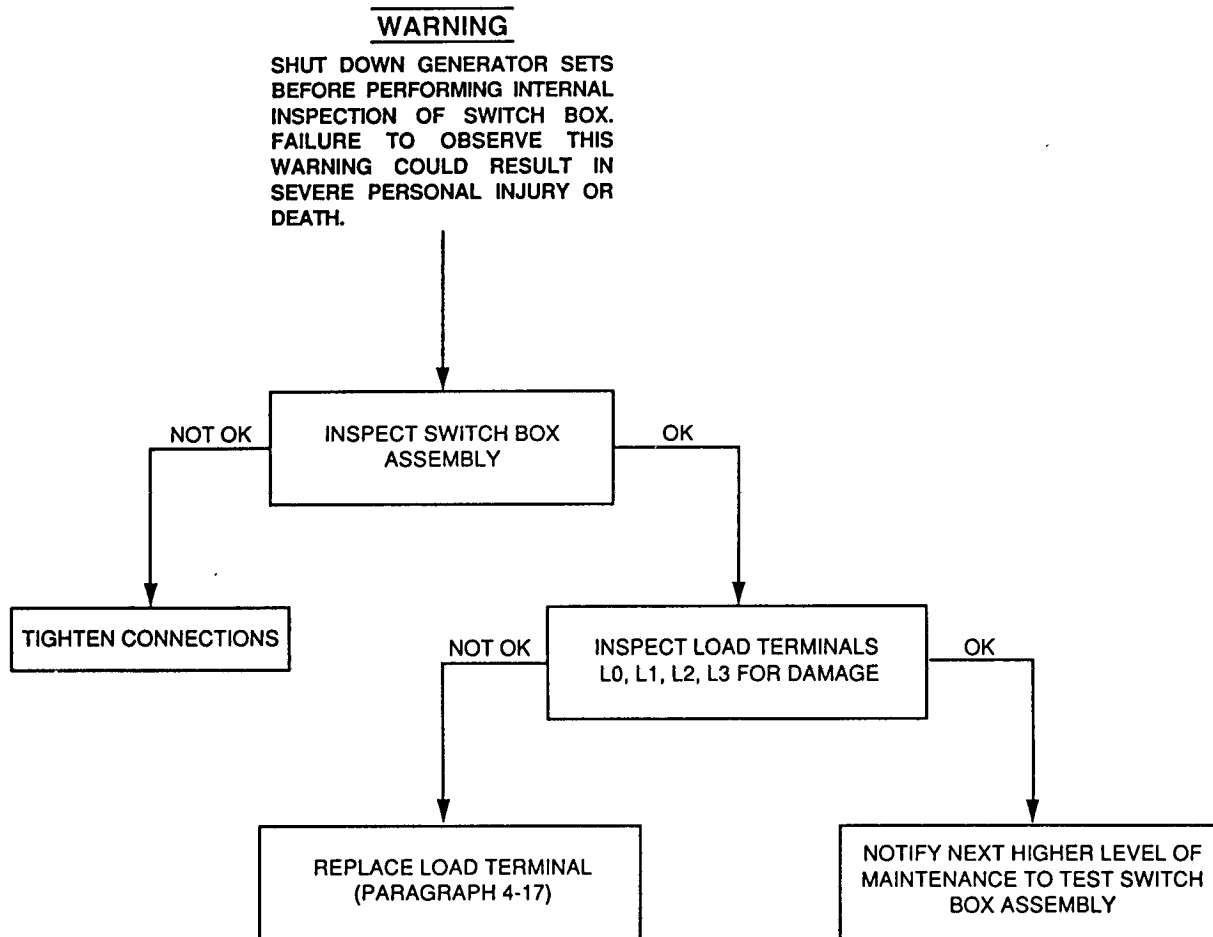 WARNING
SHUT DOWN GENERATOR SETS
BEFORE PERFORMING INTERNAL
INSPECTION OF SWITCH BOX.
FAILURE TO OBSERVE THIS
WARNING COULD RESULT IN
SEVERE PERSONAL INJURY OR
DEATH.
NOT OK
INSPECT SWITCH BOX
ASSEMBLY
OK
TIGHTEN CONNECTIONS
NOT OK
INSPECT LOAD TERMINALS
L0, L1, L2, L3 FOR DAMAGE
OK
REPLACE LOAD TERMINAL
(PARAGRAPH 4-17)
NOTIFY NEXT HIGHER LEVEL OF
MAINTENANCE TO TEST SWITCH
BOX ASSEMBLY